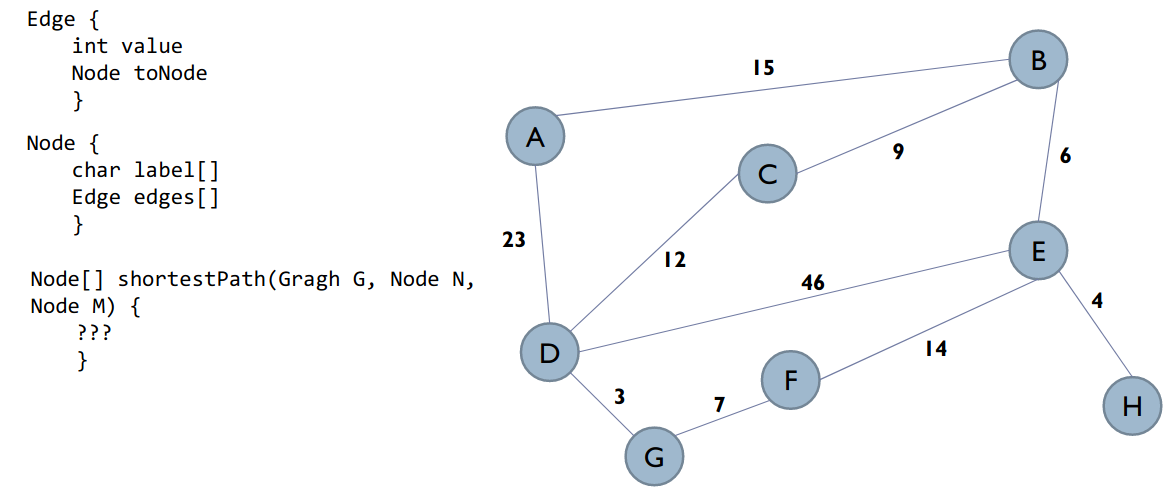 Edge {
int value
Node toNode
}
Node {
char label[]
Edge edges[]
}
Node[] shortestPath(Gragh G, Node N,
Node M) {
???
}
B
15
A
9
C
6
23
12
E
46
4
14
D
F
3
7
H
G